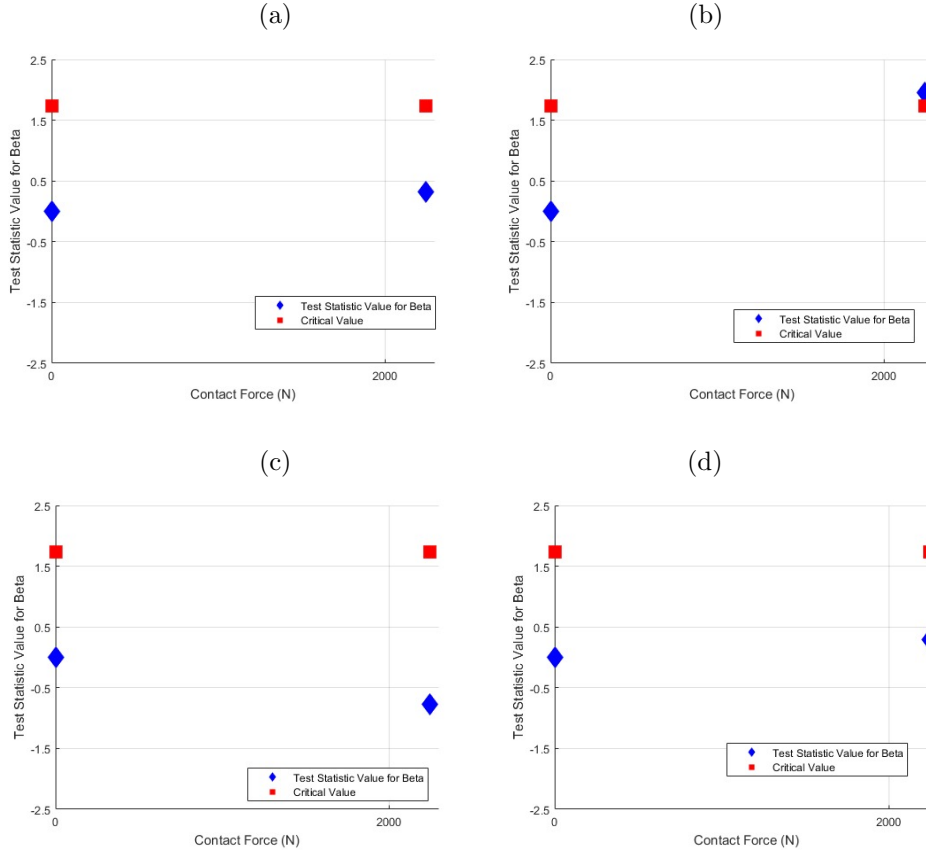 (a)
2.5
1.5
0.5
-0.5
-1.5
-2.5
Test Statistic Value for Beta
Test Statistic Value for Beta
Critical Value
0
2000
Contact Force (N)
(b)
2.5
1.5
0.5
-0.5
-1.5
-2.5
Test Statistic Value for Beta
Test Statistic Value for Beta
Critical Value
0
2000
Contact Force (N)
(c)
2.5
1.5
0.5
-0.5
-1.5
-2.5
Test Statistic Value for Beta
Test Statistic Value for Beta
Critical Value
0
2000
Contact Force (N)
(d)
2.5
1.5
0.5
-0.5
-1.5
-2.5
Test Statistic Value for Beta
Test Statistic Value for Beta
Critical Value
0
2000
Contact Force (N)